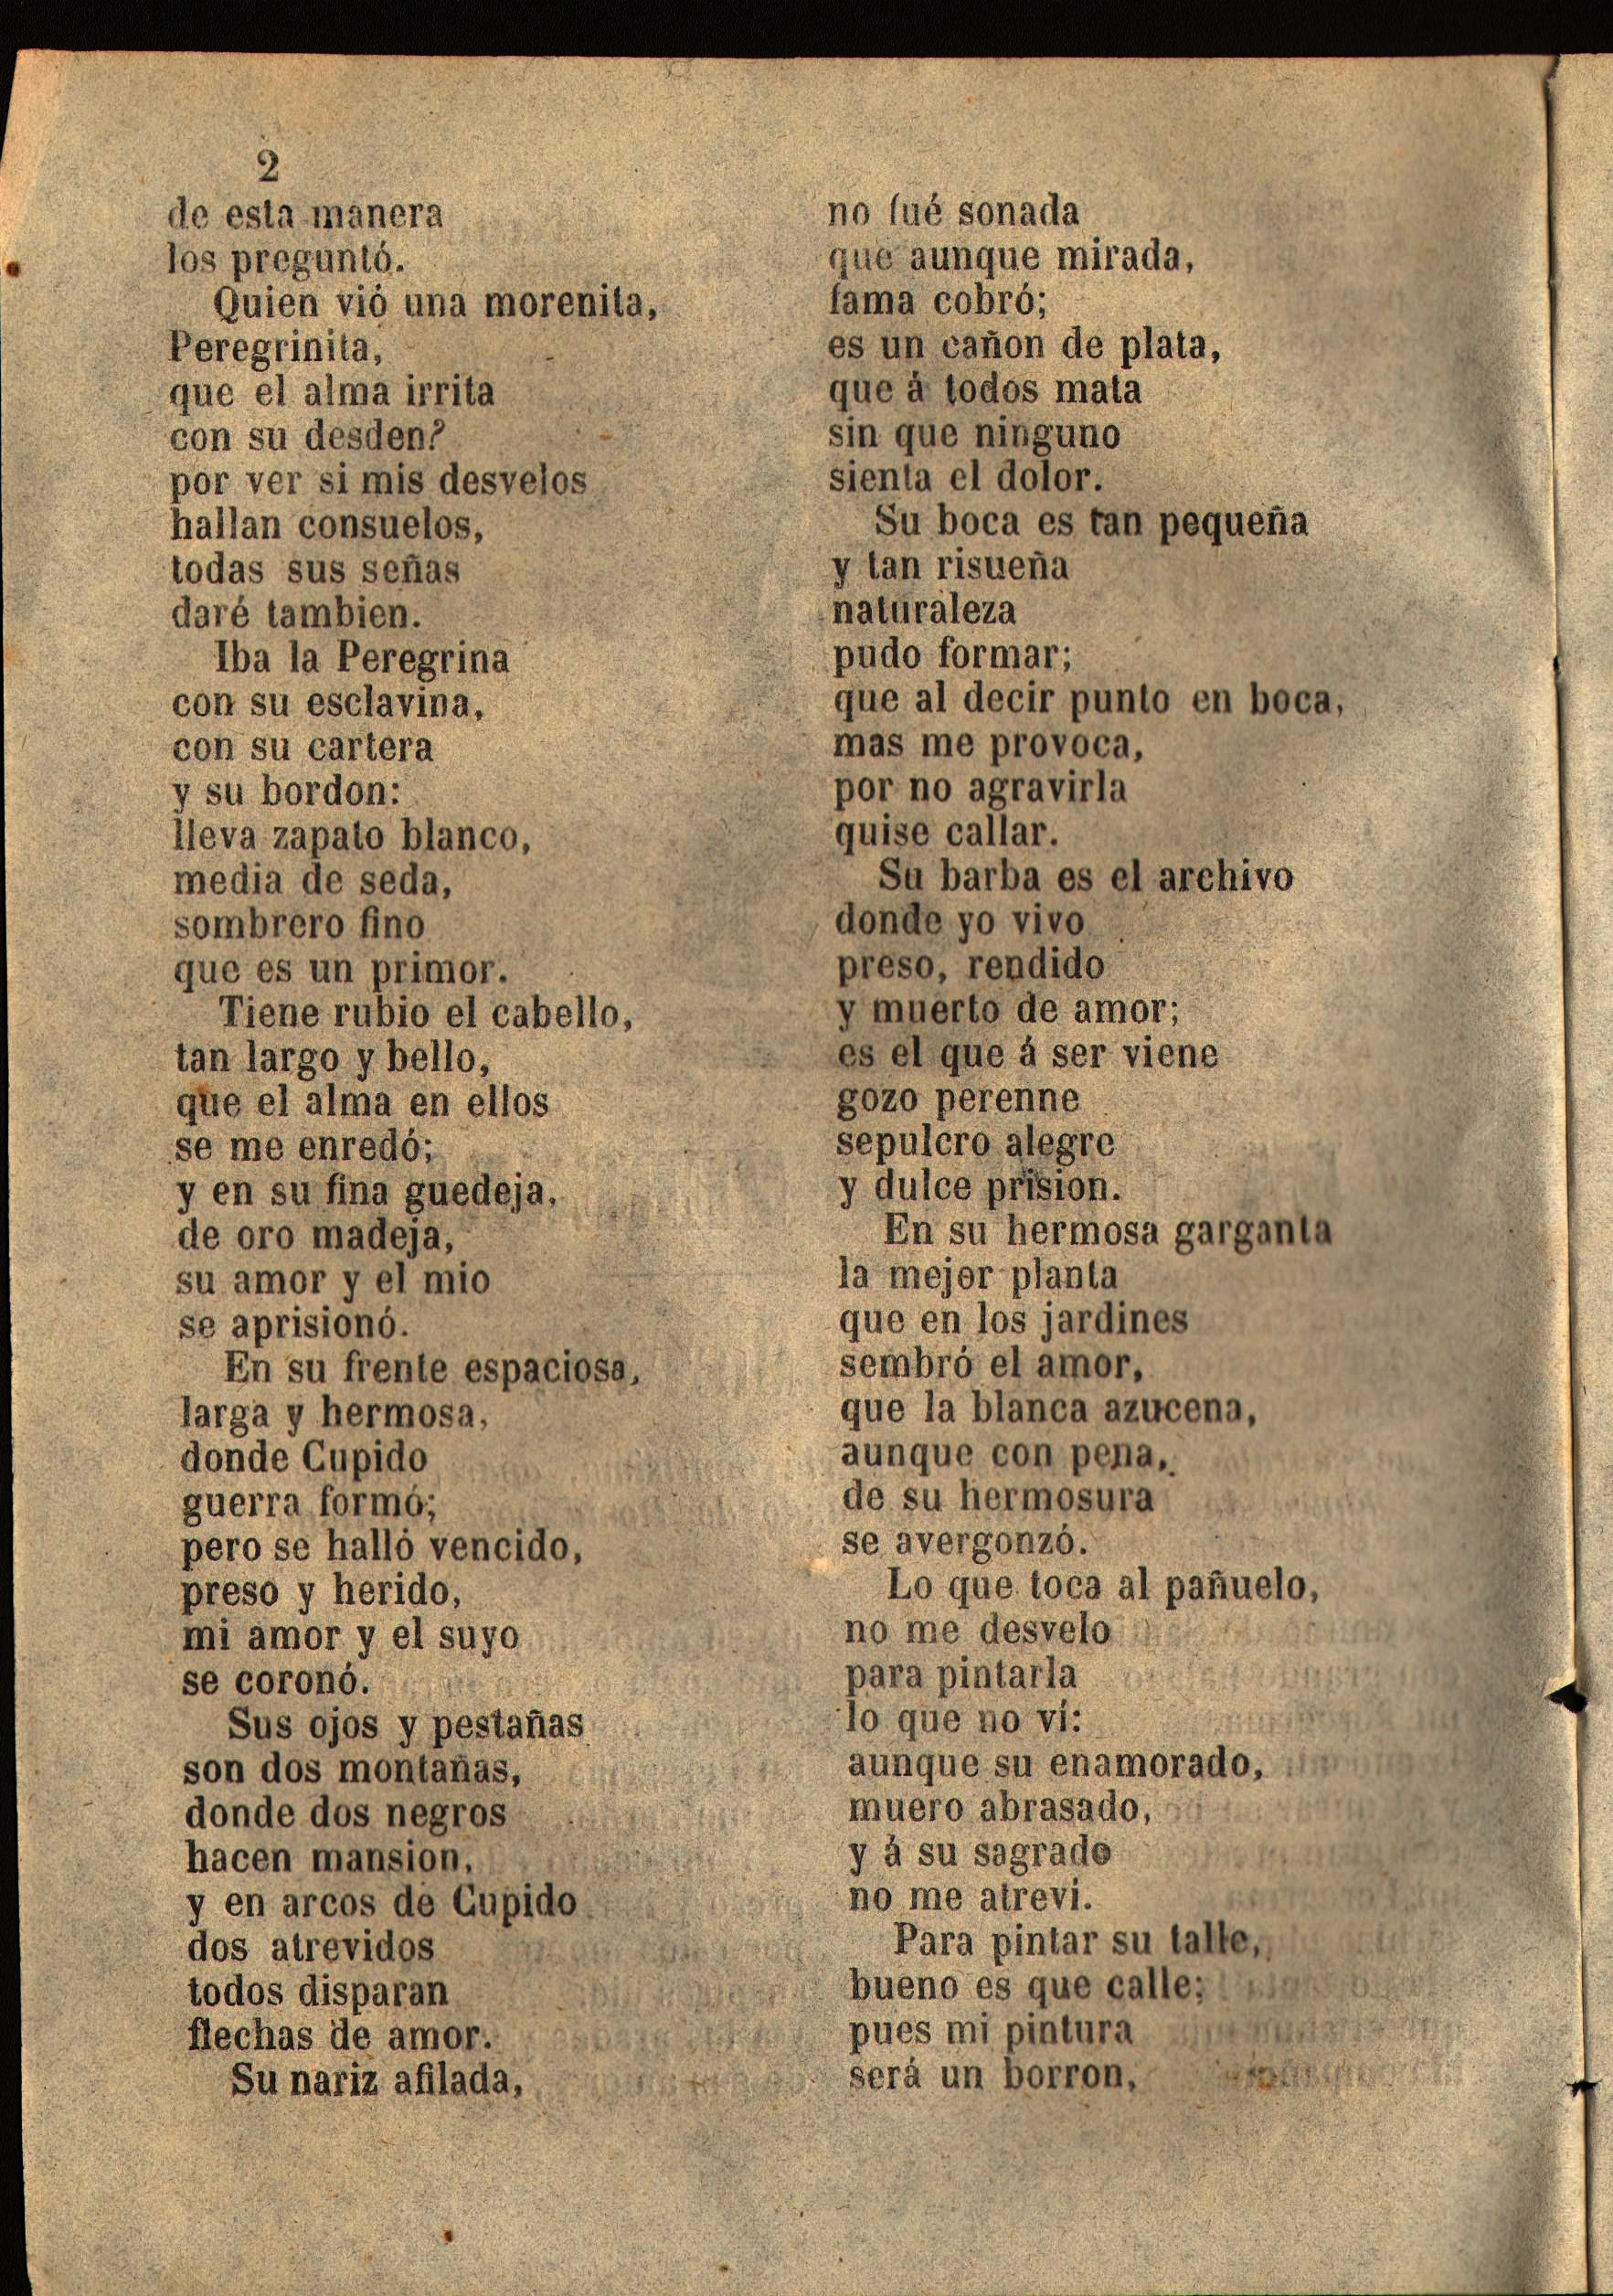 2
de esta manera
los preguntó.
Quien vió una morenita,
Peregrinita,
que el alma irrita
con su desden?
por ver si mis desvelos
hallan consuelos,
todas sus señas
daré tambien.
Iba la Peregrina
con su esclavina,
con su cartera
y su bordon:
lleva zapato blanco,
media de seda,
sombrero fino
que es un primor.
Tiene rubio el cabello,
tan largo y bello,
que el alma en ellos
se me enredó;
y en su fina guedeja,
de oro madeja,
su amor y el mio
se aprisionó.
En su frente espaciosa,
larga y hermosa,
donde Cupido
guerra formó;
pero se halló vencido,
preso y herido,
mi amor y el suyo
se coronó.
Sus ojos y pestañas
son dos montañas,
donde dos negros
hacen mansion,
y en arcos de Cupido
dos atrevidos
todos disparan
flechas de amor.
Su nariz afilada,
no fué sonada
que aunque mirada,
fama cobró;
es un cañon de plata,
que á todos mata
sin que ninguno
sienta el dolor.
Su boca es tan pequeña
y tan risueña
naturaleza
pudo formar;
que al decir punto en boca,
mas me provoca,
por no agravirla
quise callar.
Su barba es el archivo
donde yo vivo
preso, rendido
y muerto de amor;
es el que á ser viene
gozo perenne
sepulcro alegre
y dulce prision.
En su hermosa garganta
la mejor planta
que en los jardines
sembró el amor,
que la blanca azucena,
aunque con pena,
de su hermosura
se avergonzó.
Lo que toca al pañuelo,
no me desvelo
para pintarla
lo que no ví:
aunque su enamorado,
muero abrasado,
y á su sagrado
no me atreví.
Para pintar su talle,
bueno es que calle;
pues mi pintura
será un borron,